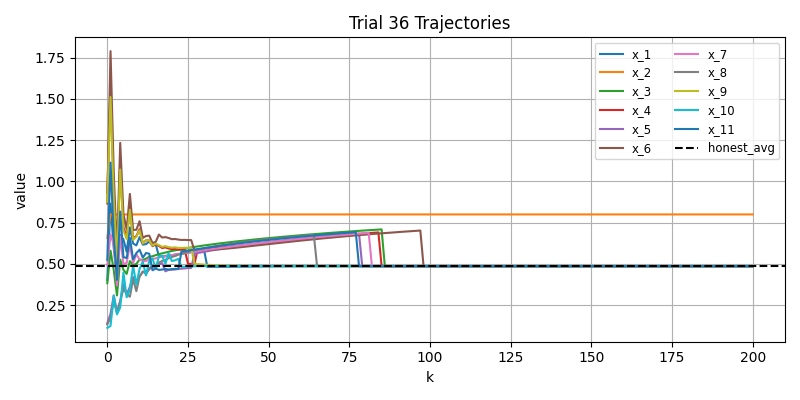 Trial 36 Trajectories
value
1.75
1.50
1.25
1.00
0.75
0.50
0.25
0
25
50
75
100
125
150
175
200
k
x_1
x_2
x_3
x_4
x_5
x_6
x_7
x_8
x_9
x_10
x_11
honest_avg